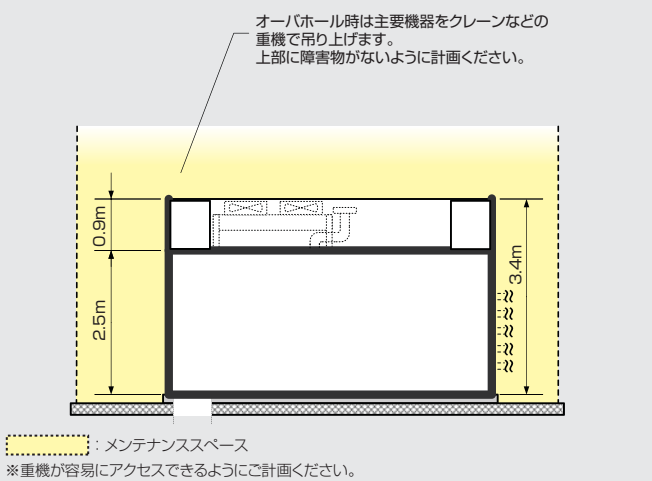 オーバホール時は主要機器をクレーンなどの
重機で吊り上げます。
上部に障害物がないように計画ください。
0.9m
2.5m
3.4m
：メンテナンススペース
※重機が容易にアクセスできるようにご計画ください。